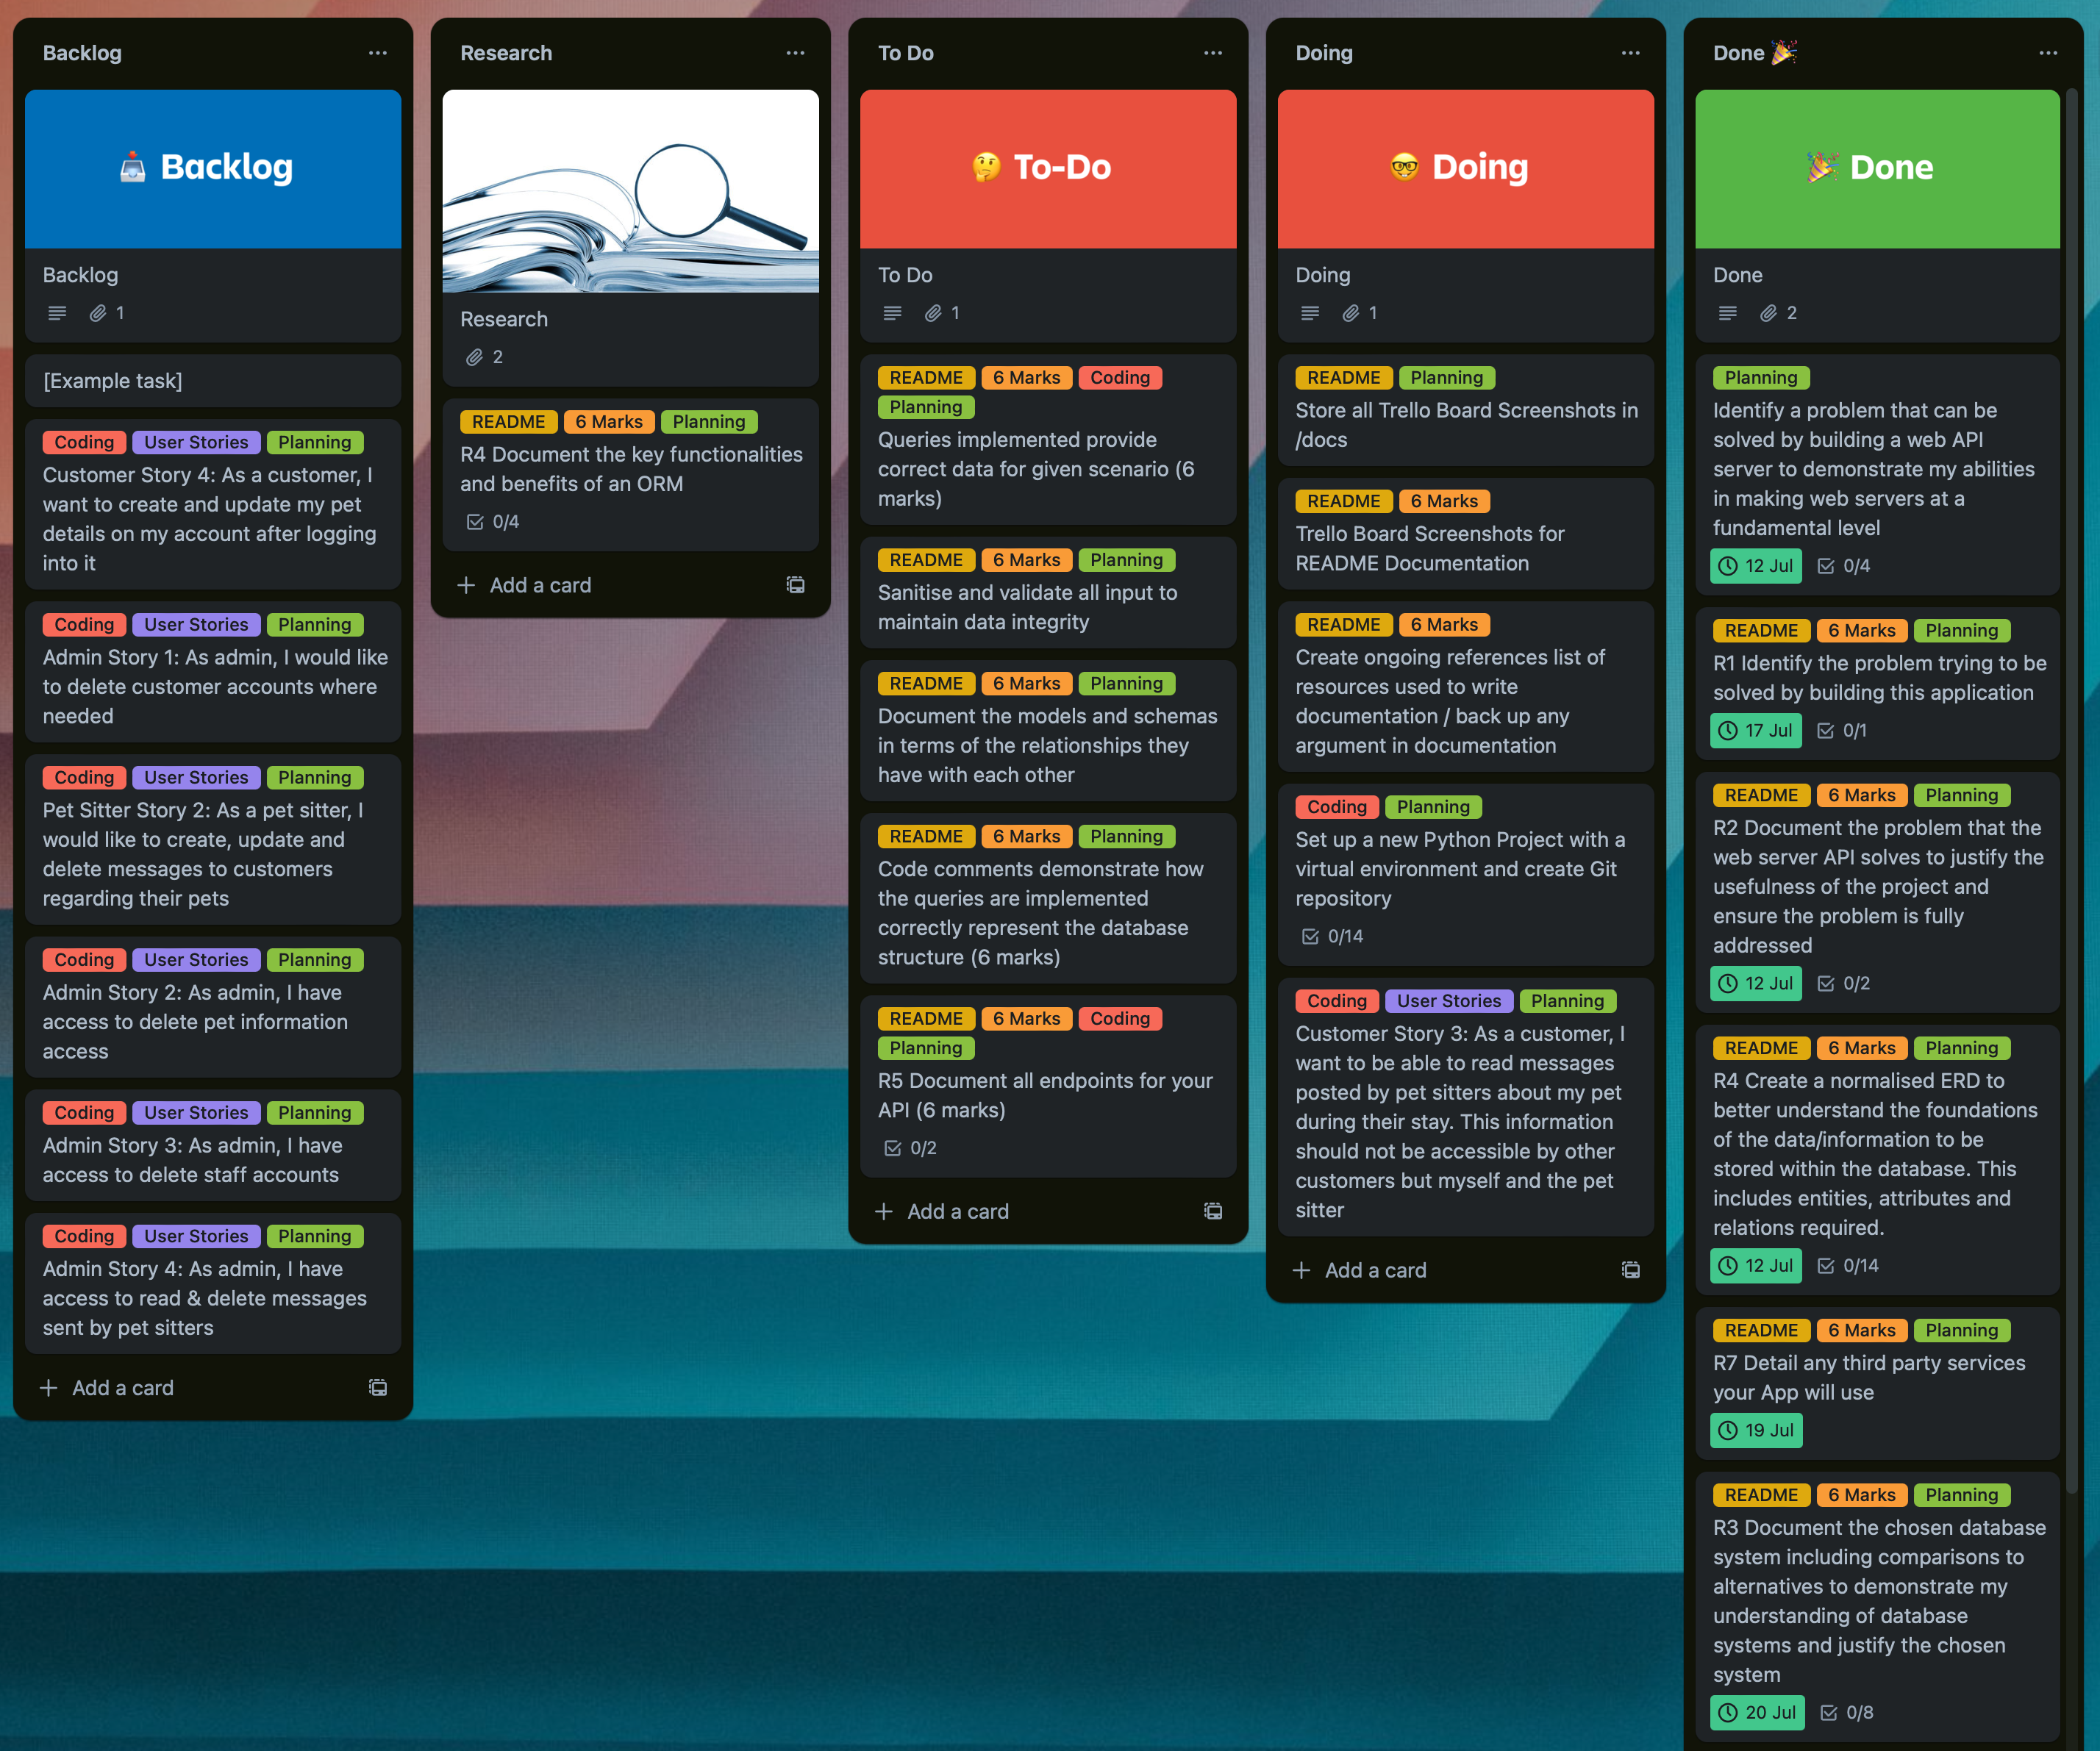 Backlog
Backlog
Backlog
1
[Example task]
Coding User Stories Planning
Customer Story 4: As a customer, I
want to create and update my pet
details on my account after logging
into it
Coding User Stories Planning
Admin Story 1: As admin, I would like
to delete customer accounts where
needed
Coding User Stories Planning
Pet Sitter Story 2: As a pet sitter, I
would like to create, update and
delete messages to customers
regarding their pets
Coding User Stories Planning
Admin Story 2: As admin, I have
access to delete pet information
access
Coding User Stories Planning
Admin Story 3: As admin, I have
access to delete staff accounts
Coding User Stories Planning
Admin Story 4: As admin, I have
access to read & delete messages
sent by pet sitters
+ Add a card
Research
Research
2
README 6 Marks Planning
R4 Document the key functionalities
and benefits of an ORM
0/4
+ Add a card
To Do
To-Do
To Do
1
README 6 Marks Coding
Planning
Queries implemented provide
correct data for given scenario (6
marks)
README 6 Marks Planning
Sanitise and validate all input to
maintain data integrity
README 6 Marks Planning
Document the models and schemas
in terms of the relationships they
have with each other
README 6 Marks Planning
Code comments demonstrate how
the queries are implemented
correctly represent the database
structure (6 marks)
README 6 Marks Coding
Planning
R5 Document all endpoints for your
API (6 marks)
0/2
+ Add a card
Doing
Doing
Doing
1
README Planning
Store all Trello Board Screenshots in
/docs
README 6 Marks
Trello Board Screenshots for
README Documentation
README 6 Marks
Create ongoing references list of
resources used to write
documentation / back up any
argument in documentation
Coding Planning
Set up a new Python Project with a
virtual environment and create Git
repository
0/14
Coding User Stories Planning
Customer Story 3: As a customer, I
want to be able to read messages
posted by pet sitters about my pet
during their stay. This information
should not be accessible by other
customers but myself and the pet
sitter
+ Add a card
Done 🎉
Done
Done
2
Planning
Identify a problem that can be
solved by building a web API
server to demonstrate my abilities
in making web servers at a
fundamental level
12 Jul 0/4
README 6 Marks Planning
R1 Identify the problem trying to be
solved by building this application
17 Jul 0/1
README 6 Marks Planning
R2 Document the problem that the
web server API solves to justify the
usefulness of the project and
ensure the problem is fully
addressed
12 Jul 0/2
README 6 Marks Planning
R4 Create a normalised ERD to
better understand the foundations
of the data/information to be
stored within the database. This
includes entities, attributes and
relations required.
12 Jul 0/14
README 6 Marks Planning
R7 Detail any third party services
your App will use
19 Jul
README 6 Marks Planning
R3 Document the chosen database
system including comparisons to
alternatives to demonstrate my
understanding of database
systems and justify the chosen
system
20 Jul 0/8